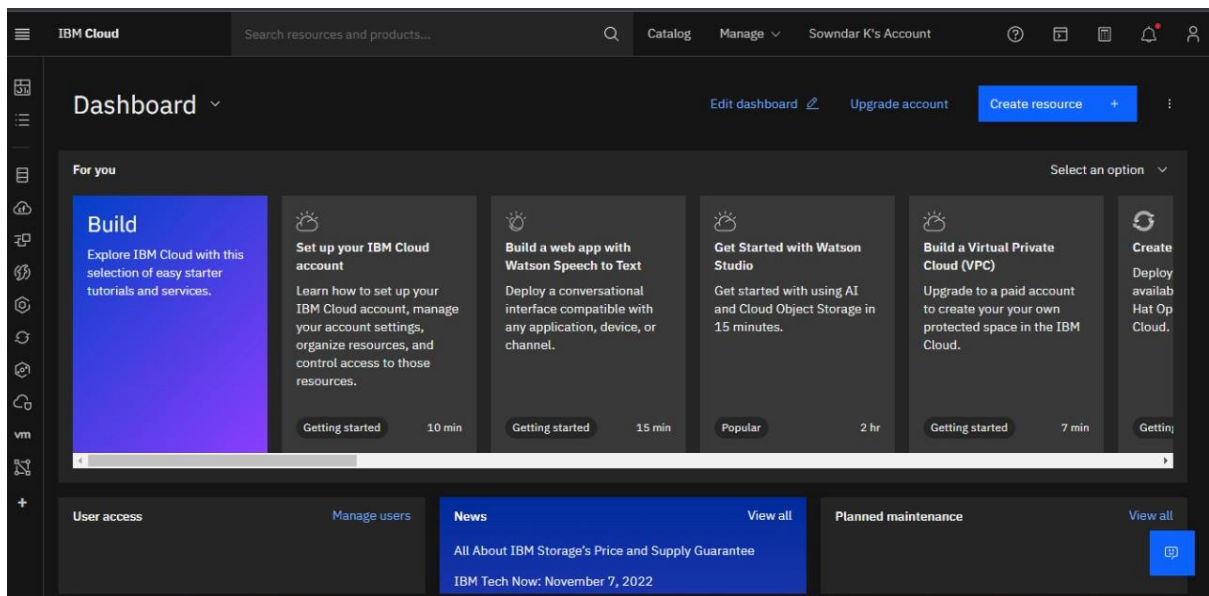 IBM Cloud
Search resources and products...
Catalog
Manage
Sowndar K's Account
Dashboard
Edit dashboard
Upgrade account
Create resource +
For you
Select an option
Build
Explore IBM Cloud with this
selection of easy starter
tutorials and services.
Set up your IBM Cloud
account
Learn how to set up your
IBM Cloud account, manage
your account settings,
organize resources, and
control access to those
resources.
Getting started
10 min
Build a web app with
Watson Speech to Text
Deploy a conversational
interface compatible with
any application, device, or
channel.
Getting started
15 min
Get Started with Watson
Studio
Get started with using AI
and Cloud Object Storage in
15 minutes.
Popular
2 hr
Build a Virtual Private
Cloud (VPC)
Upgrade to a paid account
to create your your own
protected space in the IBM
Cloud.
Getting started
7 min
Create
Deploy
availab
Hat Op
Cloud.
Getting
vm
User access
Manage users
News
View all
All About IBM Storage's Price and Supply Guarantee
IBM Tech Now: November 7, 2022
Planned maintenance
View all